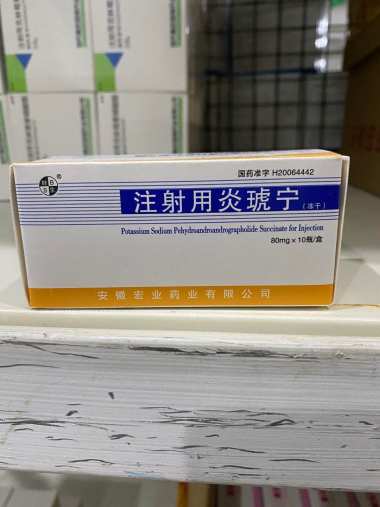 国药准字 H20064442
注射用炎琥宁（冻干）
Potassium Sodium Pehydroandroandrographolide Succinate for Injection
80mg×10瓶/盒
安徽宏业药业有限公司